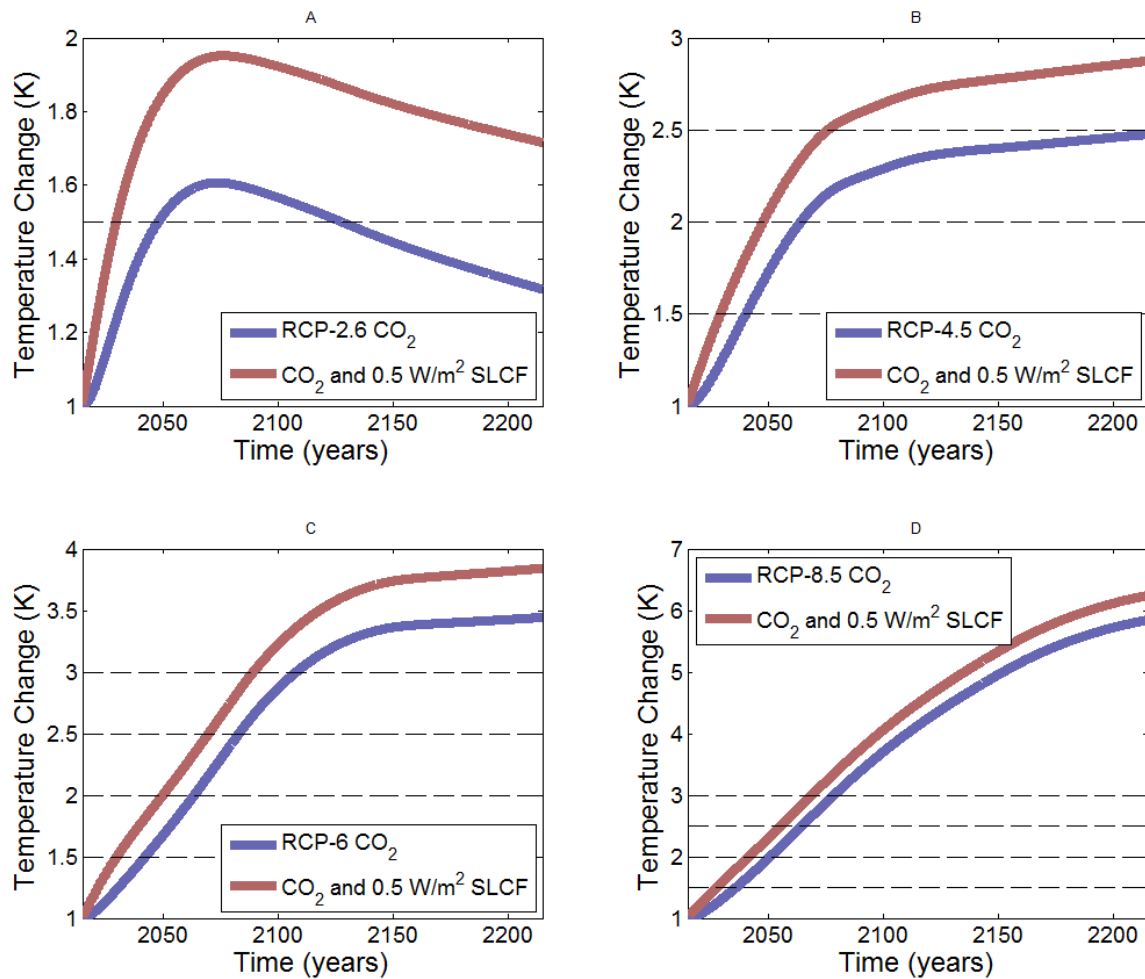 A
Temperature Change (K)
2
1.8
1.6
1.4
1.2
1
RCP-2.6 CO₂
CO₂ and 0.5 W/m² SLCF
2050 2100 2150 2200
Time (years)
B
Temperature Change (K)
3
2.5
2
1.5
1
RCP-4.5 CO₂
CO₂ and 0.5 W/m² SLCF
2050 2100 2150 2200
Time (years)
C
Temperature Change (K)
4
3.5
3
2.5
2
1.5
1
RCP-6 CO₂
CO₂ and 0.5 W/m² SLCF
2050 2100 2150 2200
Time (years)
D
Temperature Change (K)
7
6
5
4
3
2
1
RCP-8.5 CO₂
CO₂ and 0.5 W/m² SLCF
2050 2100 2150 2200
Time (years)